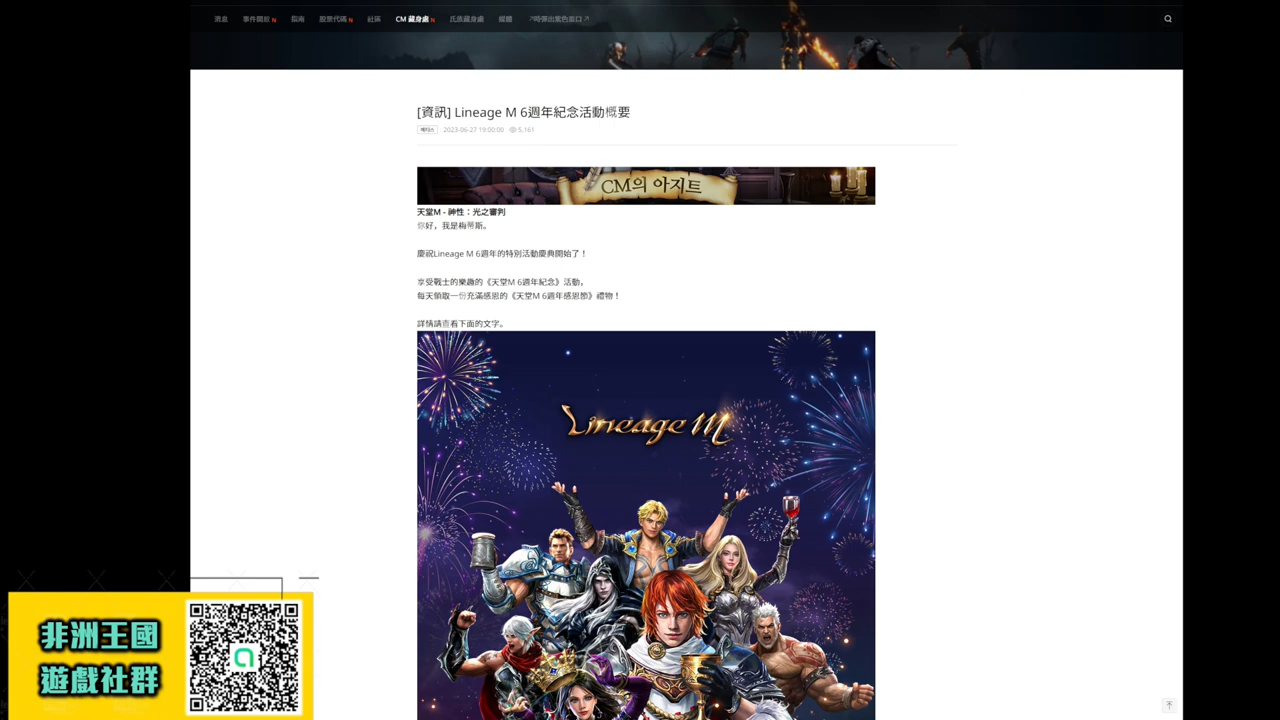 消息 事件開放 N 指南 股票代碼 N 社區 CM 藏身處 N 氏族藏身處 媒體
[資訊] Lineage M 6週年紀念活動概要
2023-06-27 19:00:00 5,161
CM의 아지트
天堂M - 神性：光之審判
你好，我是梅蒂斯。
慶祝Lineage M 6週年的特別活動慶典開始了！
享受戰士的樂趣的《天堂M 6週年紀念》活動，
每天領取一份充滿感恩的《天堂M 6週年感恩節》禮物！
詳情請查看下面的文字。
Lineage M
非洲王國
遊戲社群